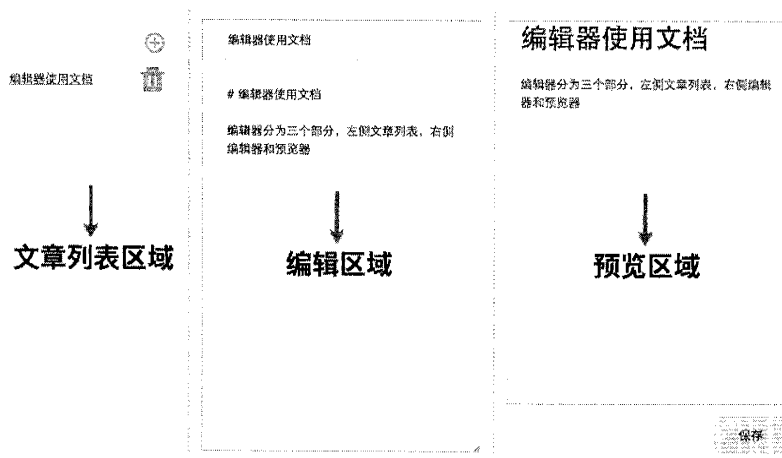 编辑器使用文档
文章列表区域
编辑器使用文档
# 编辑器使用文档
编辑器分为三个部分，左侧文章列表，右侧
编辑器和预览器
编辑区域
编辑器使用文档
编辑器分为三个部分，左侧文章列表，右侧编辑
器和预览器
预览区域
保存